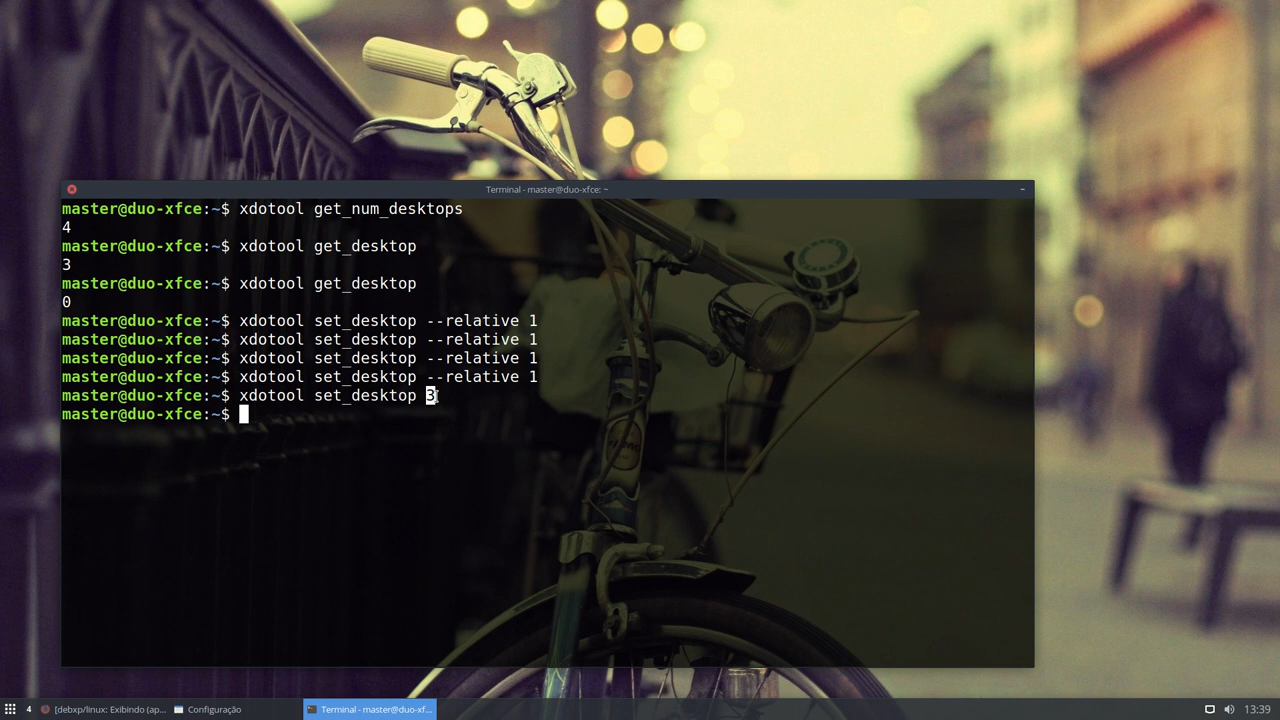 Terminal - master@duo-xfce: ~
master@duo-xfce:~$ xdotool get_num_desktops
4
master@duo-xfce:~$ xdotool get_desktop
3
master@duo-xfce:~$ xdotool get_desktop
0
master@duo-xfce:~$ xdotool set_desktop --relative 1
master@duo-xfce:~$ xdotool set_desktop --relative 1
master@duo-xfce:~$ xdotool set_desktop --relative 1
master@duo-xfce:~$ xdotool set_desktop --relative 1
master@duo-xfce:~$ xdotool set_desktop 3
master@duo-xfce:~$
4 [debxp/linux: Exibindo (ap... Configuração Terminal - master@duo-xf... 13:39